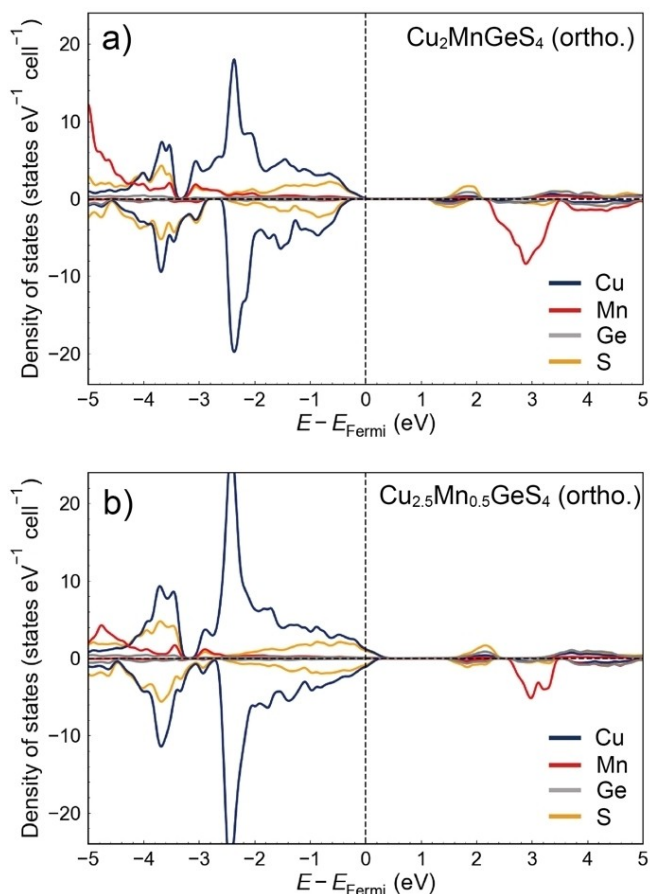 a)
Cu₂MnGeS₄ (ortho.)
Density of states (states eV⁻¹ cell⁻¹)
20
10
0
−10
−20
Cu
Mn
Ge
S
−5 −4 −3 −2 −1 0 1 2 3 4 5
E − E_Fermi (eV)
b)
Cu₂.₅Mn₀.₅GeS₄ (ortho.)
Density of states (states eV⁻¹ cell⁻¹)
20
10
0
−10
−20
Cu
Mn
Ge
S
−5 −4 −3 −2 −1 0 1 2 3 4 5
E − E_Fermi (eV)